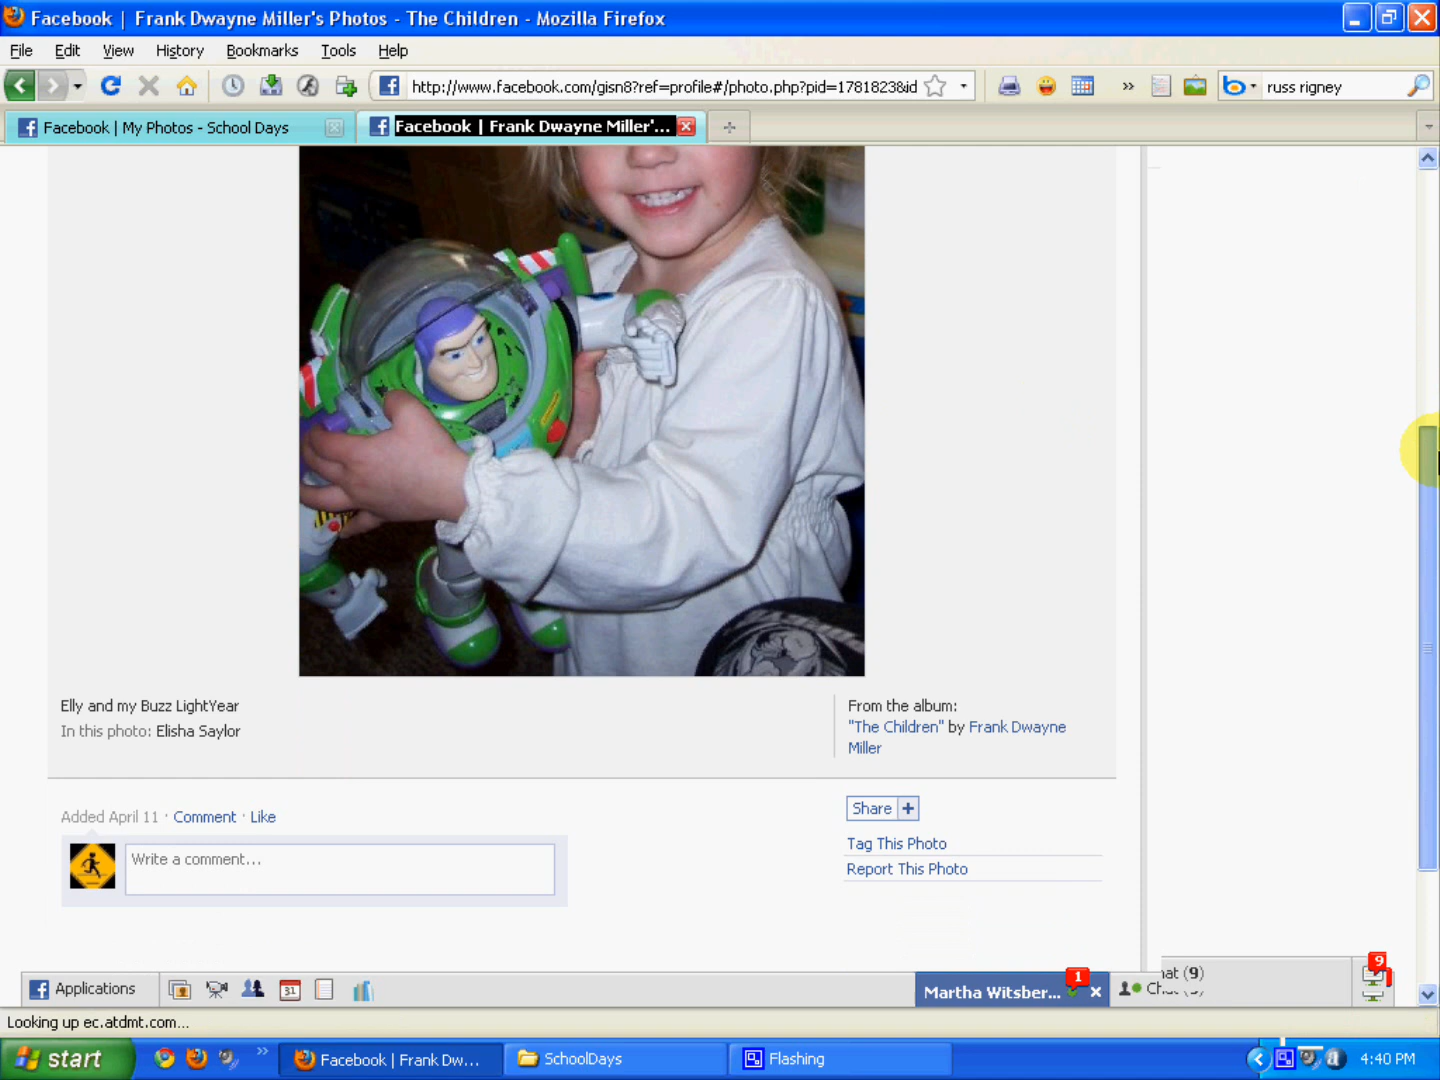 Facebook | Frank Dwayne Miller's Photos - The Children - Mozilla Firefox
File Edit View History Bookmarks Tools Help
http://www.facebook.com/gisn8?ref=profile#/photo.php?pid=1781823&id
russ rigney
Facebook | My Photos - School Days
Facebook | Frank Dwayne Miller'...
Elly and my Buzz LightYear
In this photo: Elisha Saylor
From the album:
"The Children" by Frank Dwayne
Miller
Added April 11 · Comment · Like
Write a comment...
Share +
Tag This Photo
Report This Photo
Applications
31
Martha Witsber...
1
hat (9)
9
Looking up ec.atdmt.com...
start
Facebook | Frank Dw...
SchoolDays
Flashing
4:40 PM